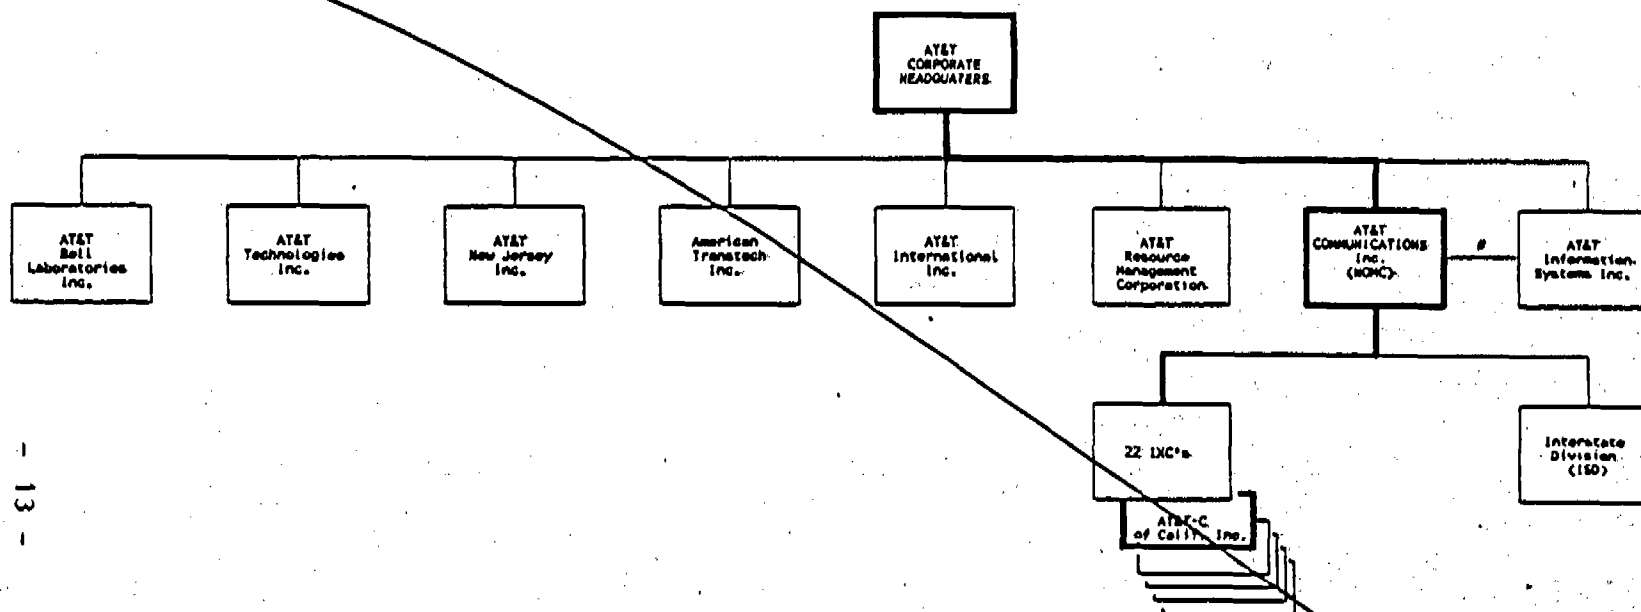 AT&T
CORPORATE
HEADQUATERS
AT&T
Bell
Laboratories
Inc.
AT&T
Technologies
Inc.
AT&T
New Jersey
Inc.
American
Transtech
Inc.
AT&T
International
Inc.
AT&T
Resource
Management
Corporation
AT&T
COMMUNICATIONS
Inc.
(NOHC)
#
AT&T
Information
Systems Inc.
22 IXC's
Interstate
Division
(ISD)
AT&T-C
of Calif. Inc.
- 13 -